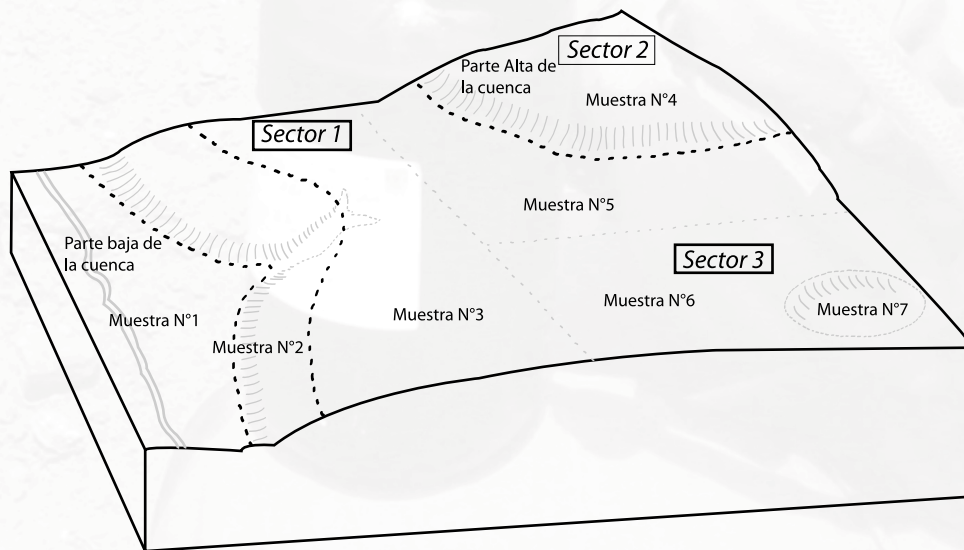 Sector 2
Parte Alta de
la cuenca
Muestra N°4
Sector 1
Muestra N°5
Parte baja de
la cuenca
Sector 3
Muestra N°6
Muestra N°7
Muestra N°1
Muestra N°3
Muestra N°2